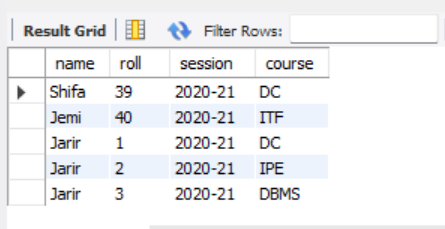 Result Grid Filter Rows:
name roll session course
Shifa 39 2020-21 DC
Jemi 40 2020-21 ITF
Jarir 1 2020-21 DC
Jarir 2 2020-21 IPE
Jarir 3 2020-21 DBMS